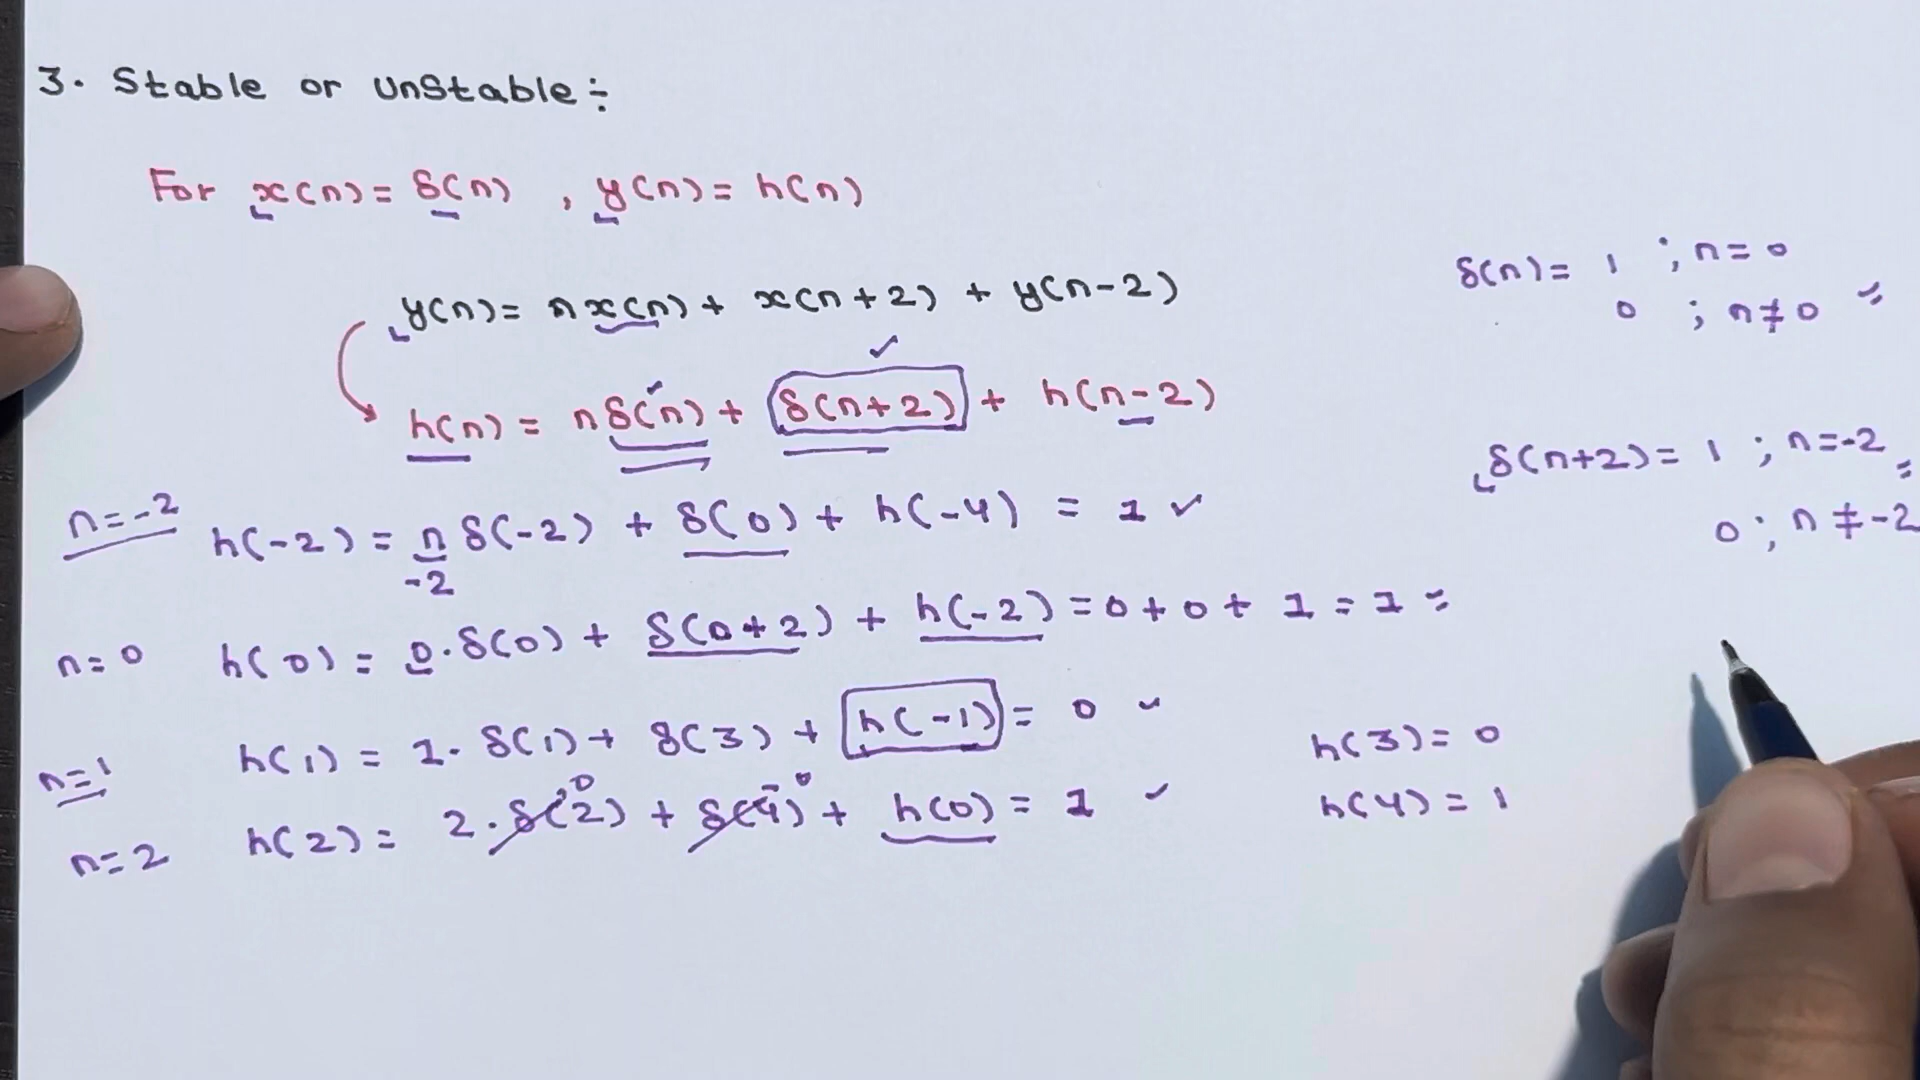 3. Stable or Unstable ÷
For x(n) = δ(n) , y(n) = h(n)
y(n) = n x(n) + x(n+2) + y(n-2)
δ(n) = 1 ; n = 0
0 ; n ≠ 0
h(n) = n δ(n) + δ(n+2) + h(n-2)
δ(n+2) = 1 ; n = -2
0 ; n ≠ -2
n = -2 h(-2) = n δ(-2) + δ(0) + h(-4) = 1 ✓
-2
n = 0 h(0) = 0 · δ(0) + δ(0+2) + h(-2) = 0 + 0 + 1 = 1
n = 1 h(1) = 1 · δ(1) + δ(3) + h(-1) = 0
n = 2 h(2) = 2 · δ(2) 0 + δ(4) 0 + h(0) = 1
h(3) = 0
h(4) = 1